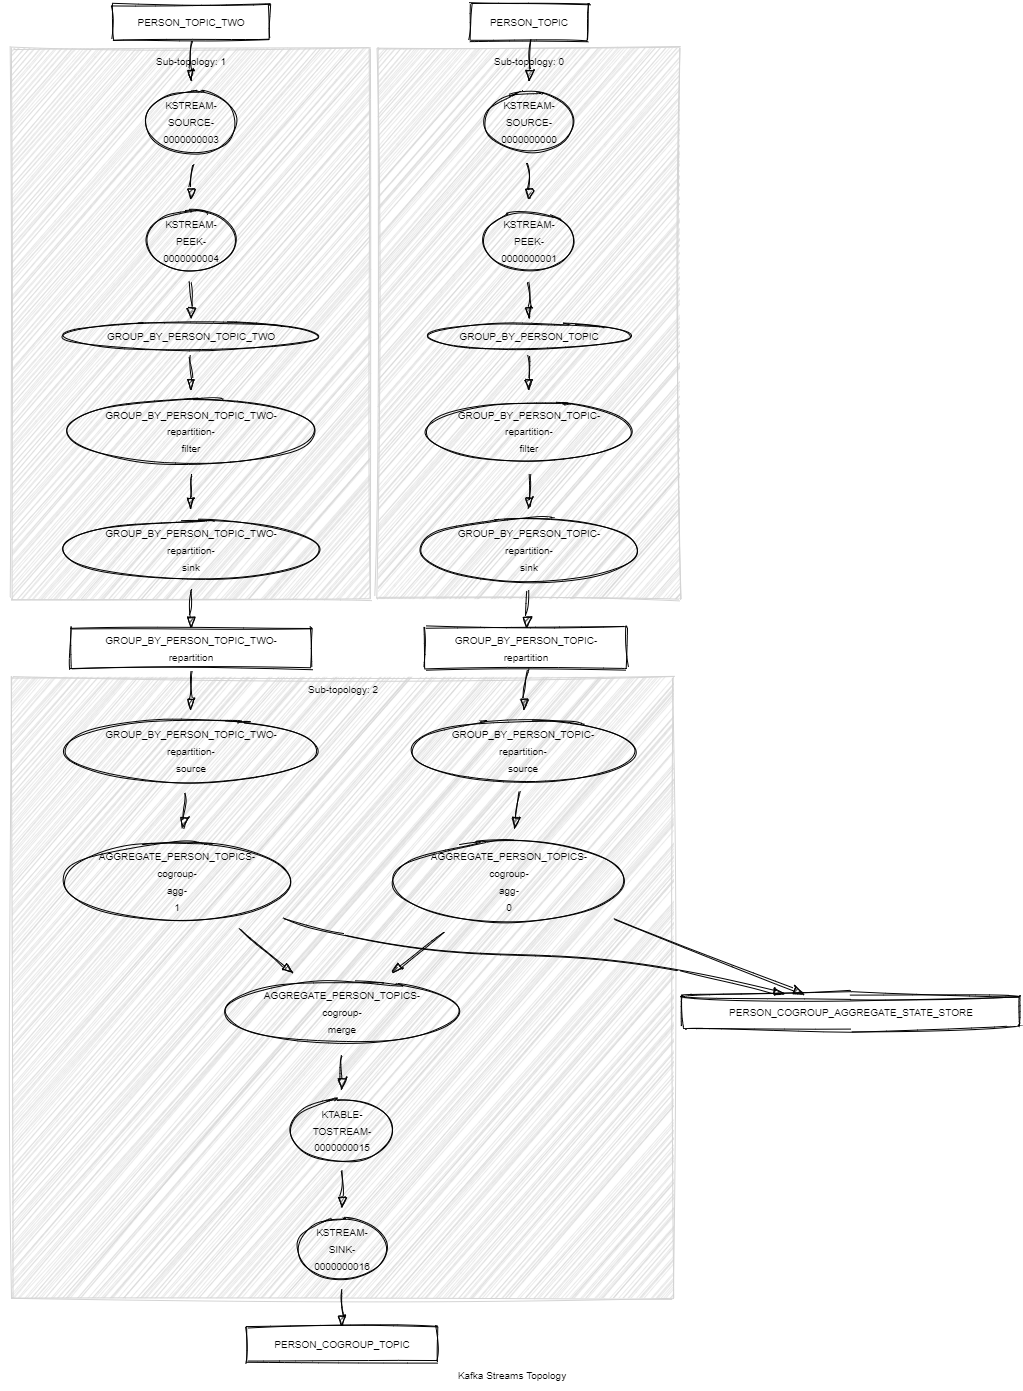 PERSON_TOPIC_TWO
PERSON_TOPIC
Sub-topology: 1
Sub-topology: 0
KSTREAM-
SOURCE-
0000000003
KSTREAM-
SOURCE-
0000000000
KSTREAM-
PEEK-
0000000004
KSTREAM-
PEEK-
0000000001
GROUP_BY_PERSON_TOPIC_TWO
GROUP_BY_PERSON_TOPIC
GROUP_BY_PERSON_TOPIC_TWO-
repartition-
filter
GROUP_BY_PERSON_TOPIC-
repartition-
filter
GROUP_BY_PERSON_TOPIC_TWO-
repartition-
sink
GROUP_BY_PERSON_TOPIC-
repartition-
sink
GROUP_BY_PERSON_TOPIC_TWO-
repartition
GROUP_BY_PERSON_TOPIC-
repartition
Sub-topology: 2
GROUP_BY_PERSON_TOPIC_TWO-
repartition-
source
GROUP_BY_PERSON_TOPIC-
repartition-
source
AGGREGATE_PERSON_TOPICS-
cogroup-
agg-
1
AGGREGATE_PERSON_TOPICS-
cogroup-
agg-
0
AGGREGATE_PERSON_TOPICS-
cogroup-
merge
PERSON_COGROUP_AGGREGATE_STATE_STORE
KTABLE-
TOSTREAM-
0000000015
KSTREAM-
SINK-
0000000016
PERSON_COGROUP_TOPIC
Kafka Streams Topology